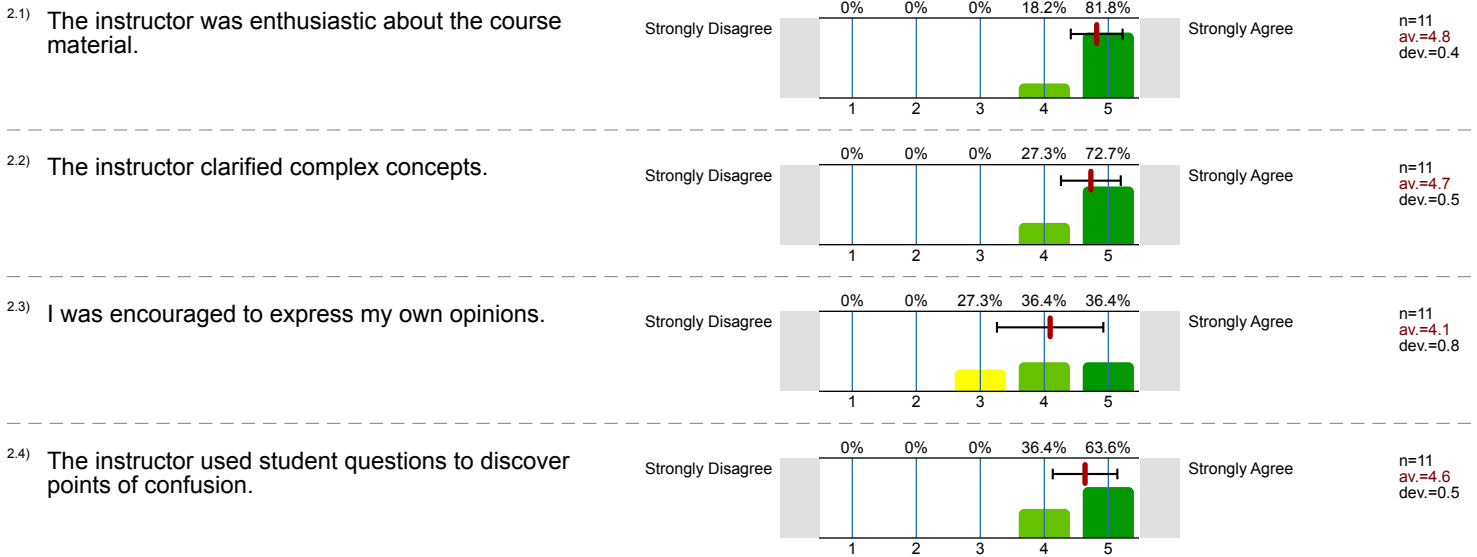 0% 0% 0% 18.2% 81.8%
2.1) The instructor was enthusiastic about the course
material.
Strongly Disagree
Strongly Agree
n=11
av.=4.8
dev.=0.4
1 2 3 4 5
0% 0% 0% 27.3% 72.7%
2.2) The instructor clarified complex concepts.
Strongly Disagree
Strongly Agree
n=11
av.=4.7
dev.=0.5
1 2 3 4 5
0% 0% 27.3% 36.4% 36.4%
2.3) I was encouraged to express my own opinions.
Strongly Disagree
Strongly Agree
n=11
av.=4.1
dev.=0.8
1 2 3 4 5
0% 0% 0% 36.4% 63.6%
2.4) The instructor used student questions to discover
points of confusion.
Strongly Disagree
Strongly Agree
n=11
av.=4.6
dev.=0.5
1 2 3 4 5